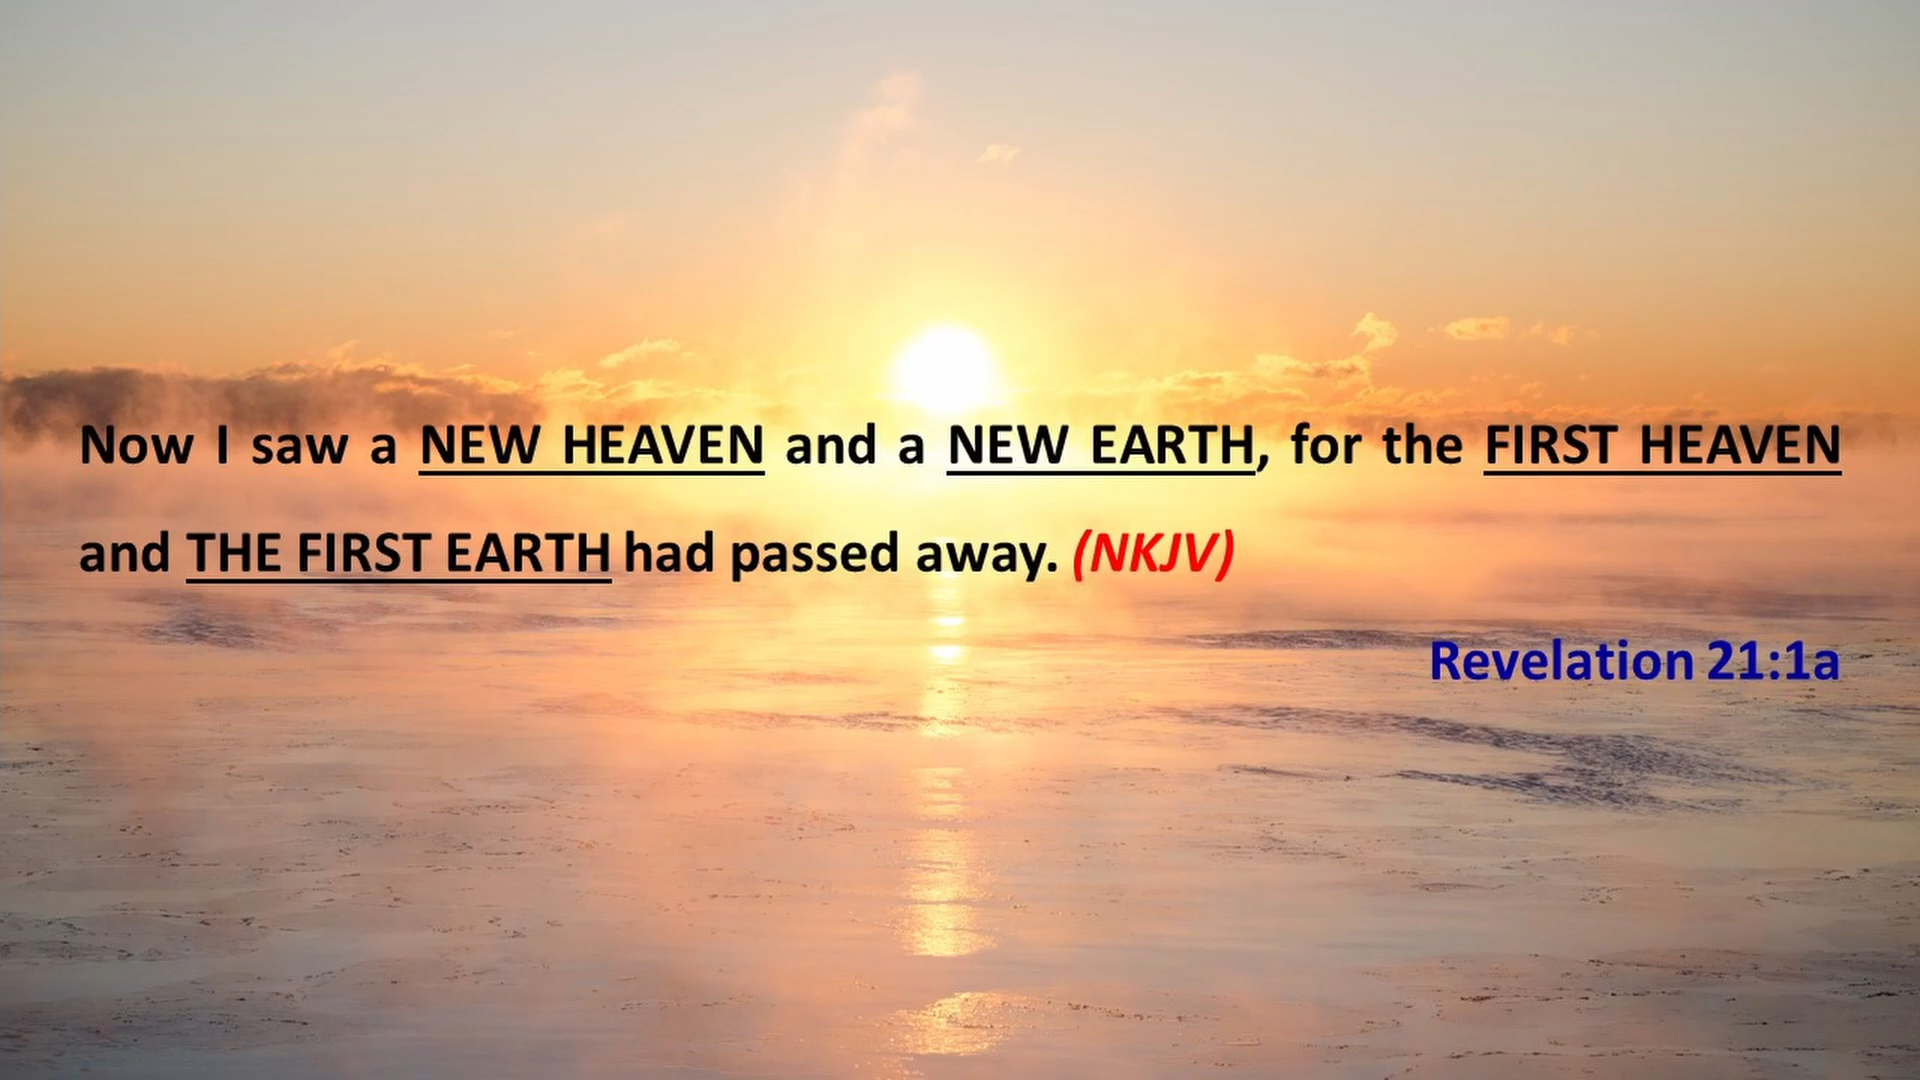 Now I saw a NEW HEAVEN and a NEW EARTH, for the FIRST HEAVEN
and THE FIRST EARTH had passed away. (NKJV)
Revelation 21:1a